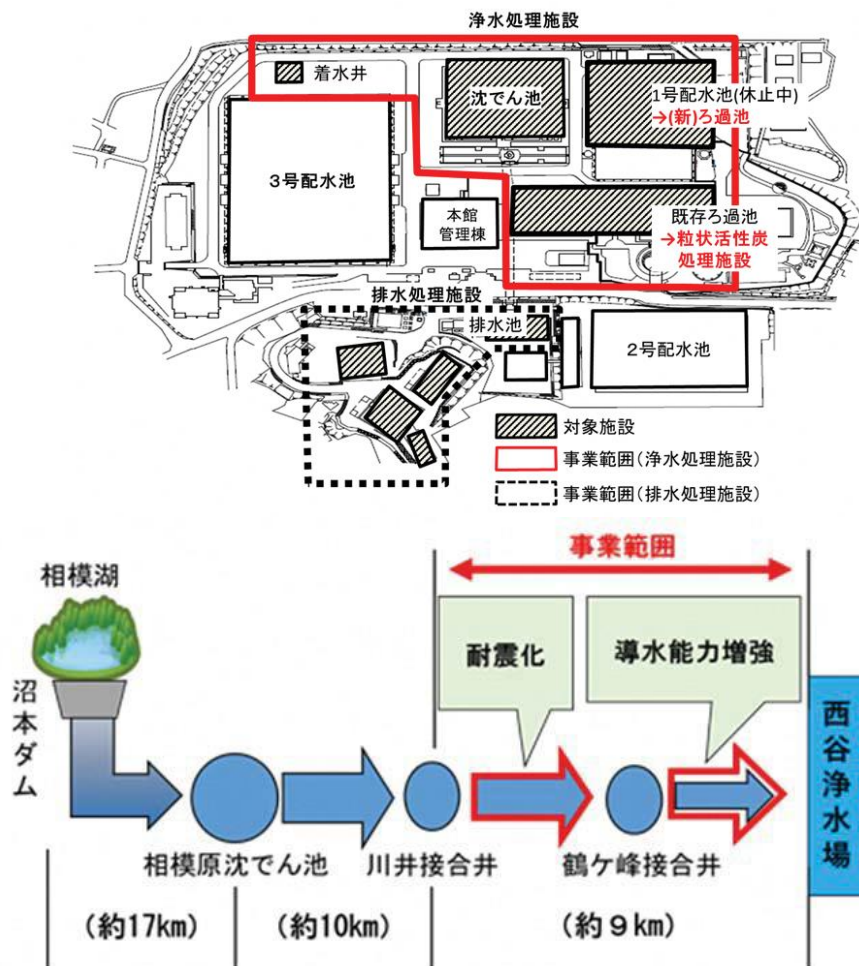 浄水処理施設
着水井
沈でん池
1号配水池(休止中)
→(新)ろ過池
3号配水池
本館
管理棟
既存ろ過池
→粒状活性炭
処理施設
排水処理施設
排水池
2号配水池
対象施設
事業範囲(浄水処理施設)
事業範囲(排水処理施設)
事業範囲
相模湖
耐震化
導水能力増強
沼本ダム
西谷浄水場
相模原沈でん池
川井接合井
鶴ケ峰接合井
(約17km)
(約10km)
(約9km)